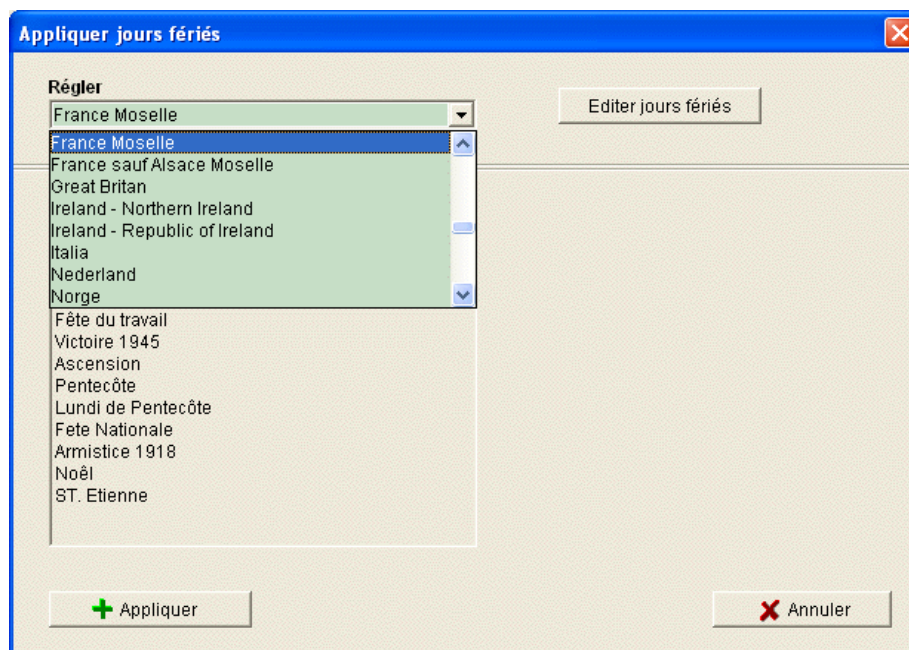 Appliquer jours fériés
Régler
France Moselle
Editer jours fériés
France Moselle
France sauf Alsace Moselle
Great Britan
Ireland - Northern Ireland
Ireland - Republic of Ireland
Italia
Nederland
Norge
Fête du travail
Victoire 1945
Ascension
Pentecôte
Lundi de Pentecôte
Fete Nationale
Armistice 1918
Noêl
ST. Etienne
Appliquer
Annuler